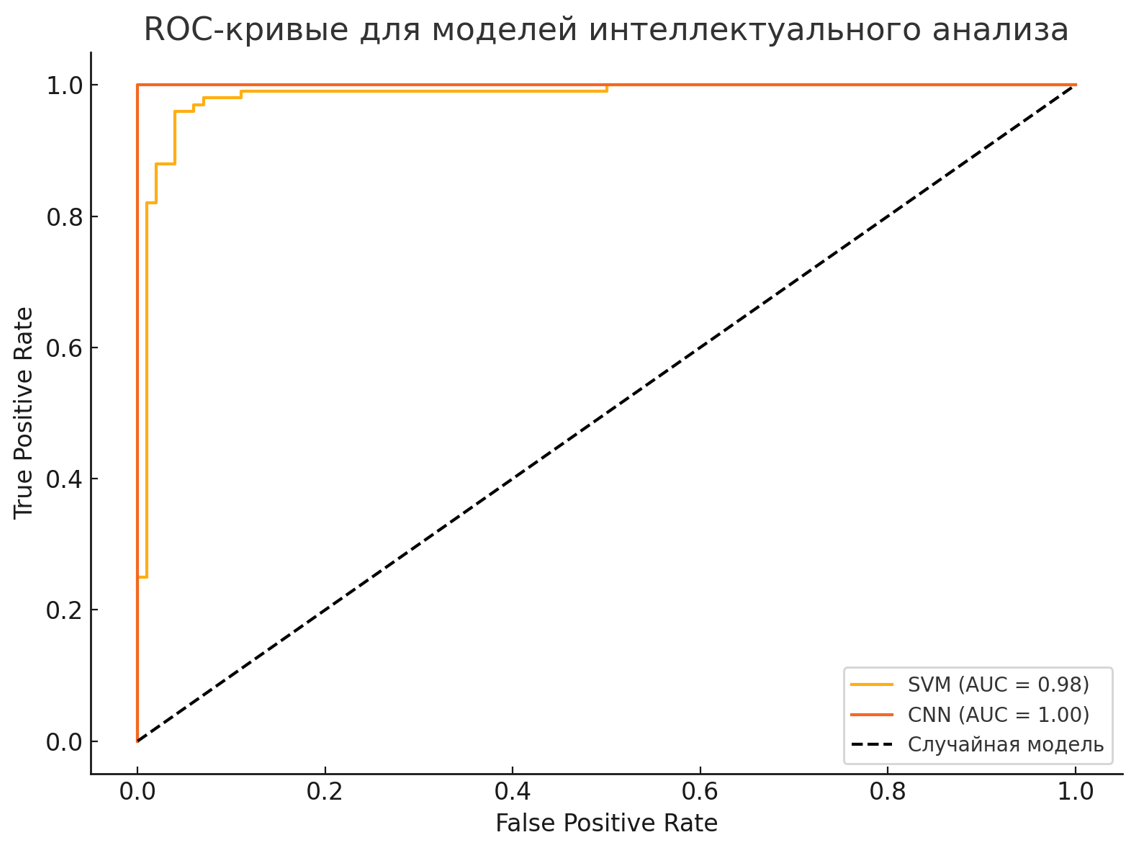 ROC-кривые для моделей интеллектуального анализа
1.0
0.8
0.6
0.4
0.2
0.0
True Positive Rate
SVM (AUC = 0.98)
CNN (AUC = 1.00)
Случайная модель
0.0 0.2 0.4 0.6 0.8 1.0
False Positive Rate